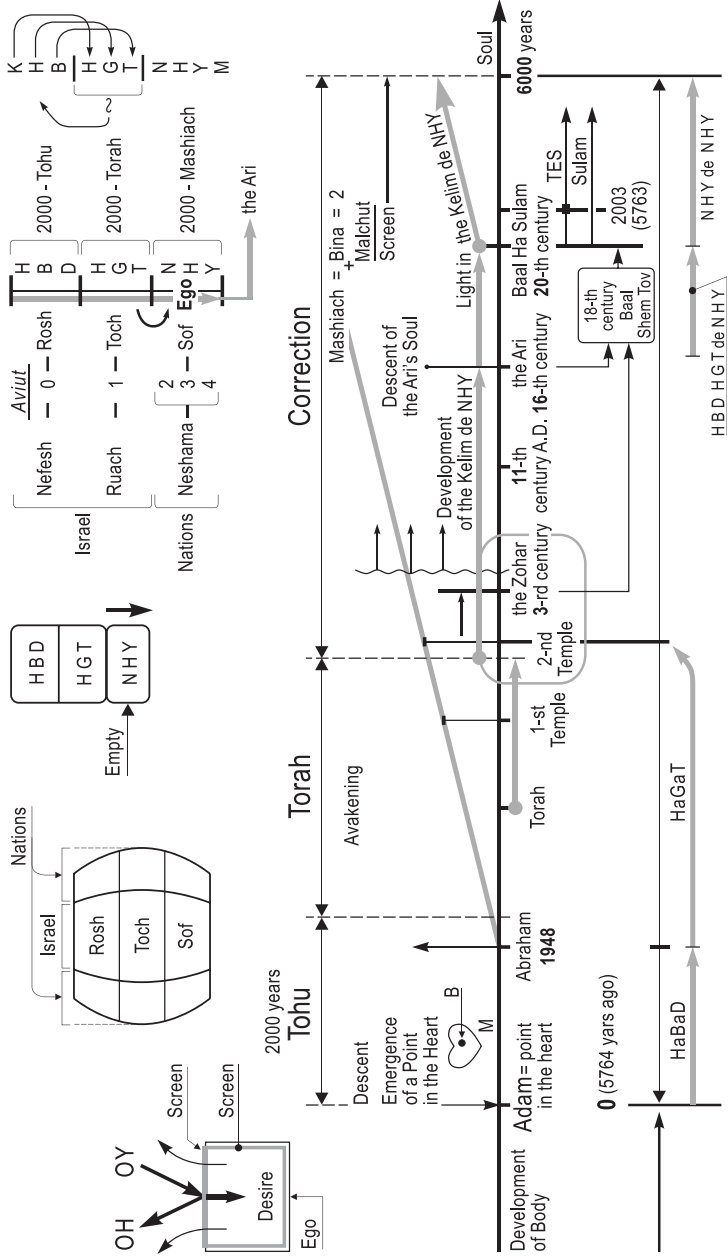 OH
OY
Screen
Screen
Desire
Ego
Nations
Israel
Rosh
Toch
Sof
H B D
H G T
N H Y
Empty
Aviut
Israel
Nefesh — 0 — Rosh
Ruach — 1 — Toch
Nations
Neshama
2
3
4
Sof
H
B
D
H
G
T
N
H
Y
Ego
the Ari
2000 - Tohu
2000 - Torah
2000 - Mashiach
K
H
B
H
G
T
N
H
Y
M
~
2000 years
Tohu
Torah
Correction
Descent
Emergence
of a Point
in the Heart
B
M
Avakening
Mashiach = Bina = 2
+
Malchut
Screen
Descent of
the Ari's Soul
Development
of the Kelim de NHY
Light in the Kelim de NHY
Soul
Development
of Body
Adam = point
in the heart
0 (5764 yars ago)
Abraham
1948
Torah
1-st
Temple
2-nd
Temple
the Zohar
3-rd century
11-th
century A.D.
the Ari
16-th century
Baal Ha Sulam
20-th century
6000 years
TES
Sulam
2003
(5763)
18-th
century
Baal
Shem Tov
HaBaD
HaGaT
HBD HGT de NHY
NHY de NHY